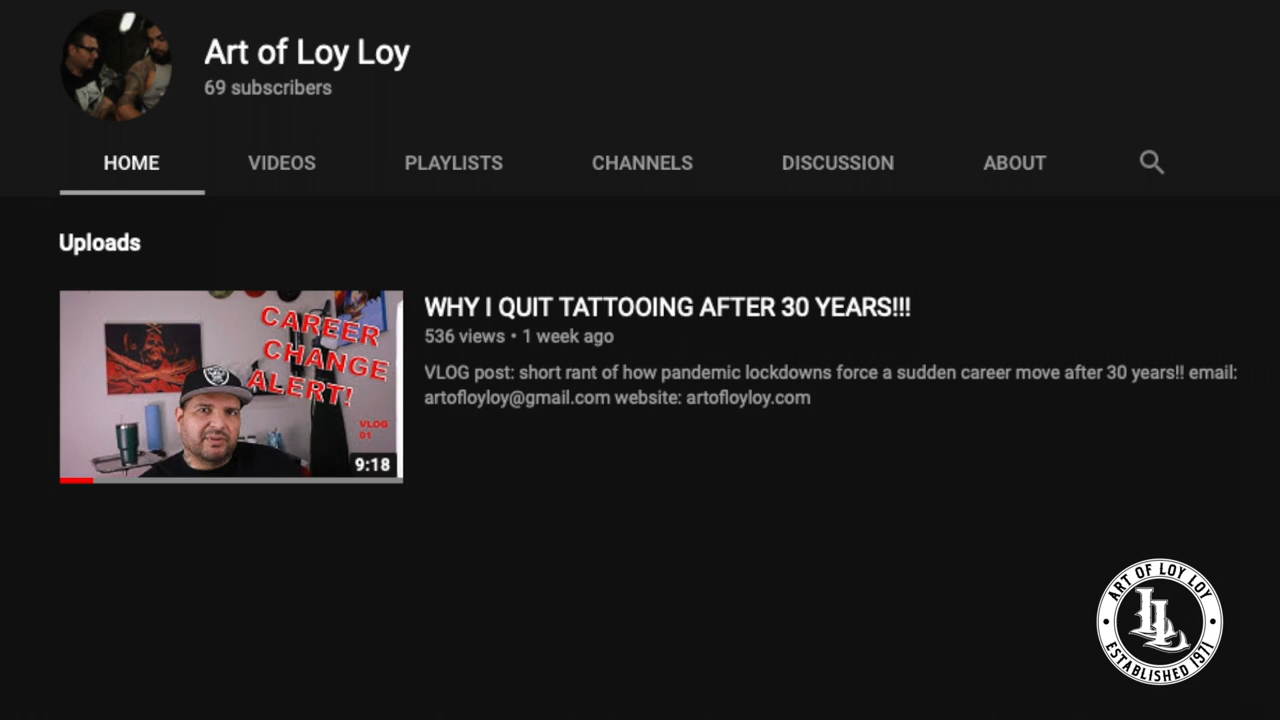 Art of Loy Loy
69 subscribers
HOME VIDEOS PLAYLISTS CHANNELS DISCUSSION ABOUT
Uploads
CAREER
CHANGE
ALERT!
VLOG
01
9:18
WHY I QUIT TATTOOING AFTER 30 YEARS!!!
536 views • 1 week ago
VLOG post: short rant of how pandemic lockdowns force a sudden career move after 30 years!! email:
artofloyloy@gmail.com website: artofloyloy.com
ART OF LOY LOY
LL
ESTABLISHED 1971